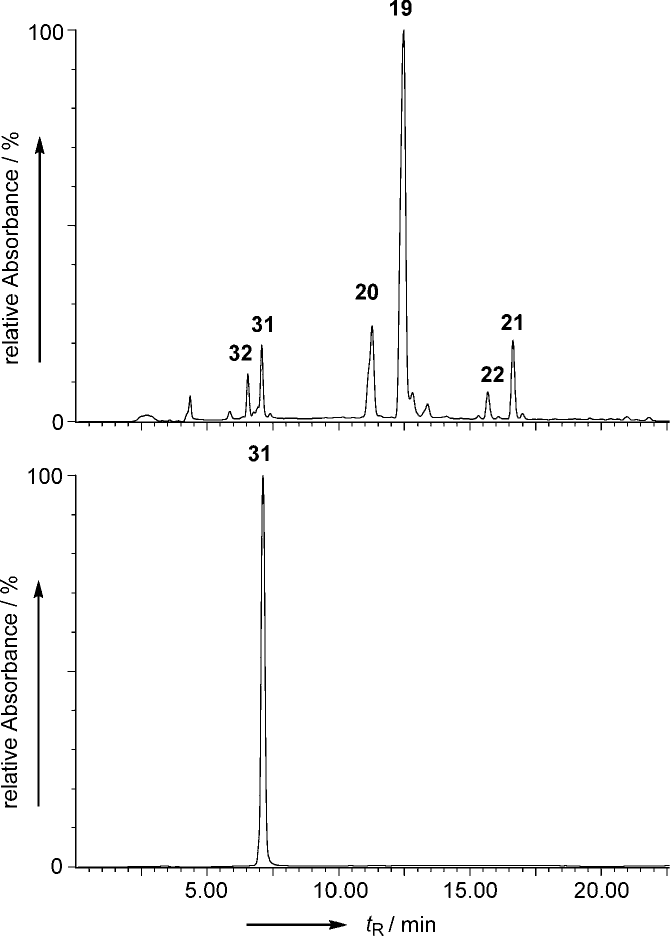 19
100
20
31
21
32
22
relative Absorbance / %
0
31
100
relative Absorbance / %
0
5.00 10.00 15.00 20.00
tR / min